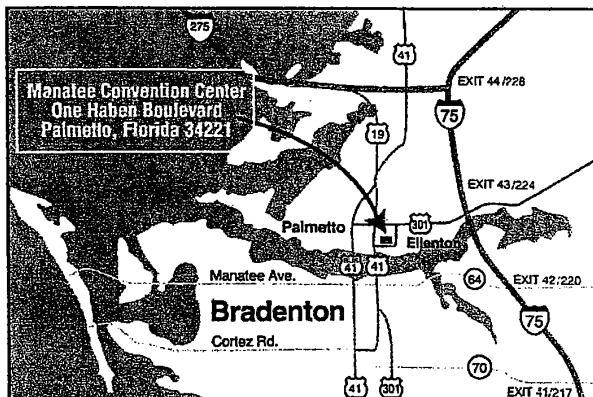 275
41
Manatee Convention Center
One Haben Boulevard
Palmetto, Florida 34221
EXIT 44/228
75
19
EXIT 43/224
Palmetto
301
Ellenton
41
41
Manatee Ave.
64
EXIT 42/220
Bradenton
75
Cortez Rd.
70
41
301
EXIT 41/217